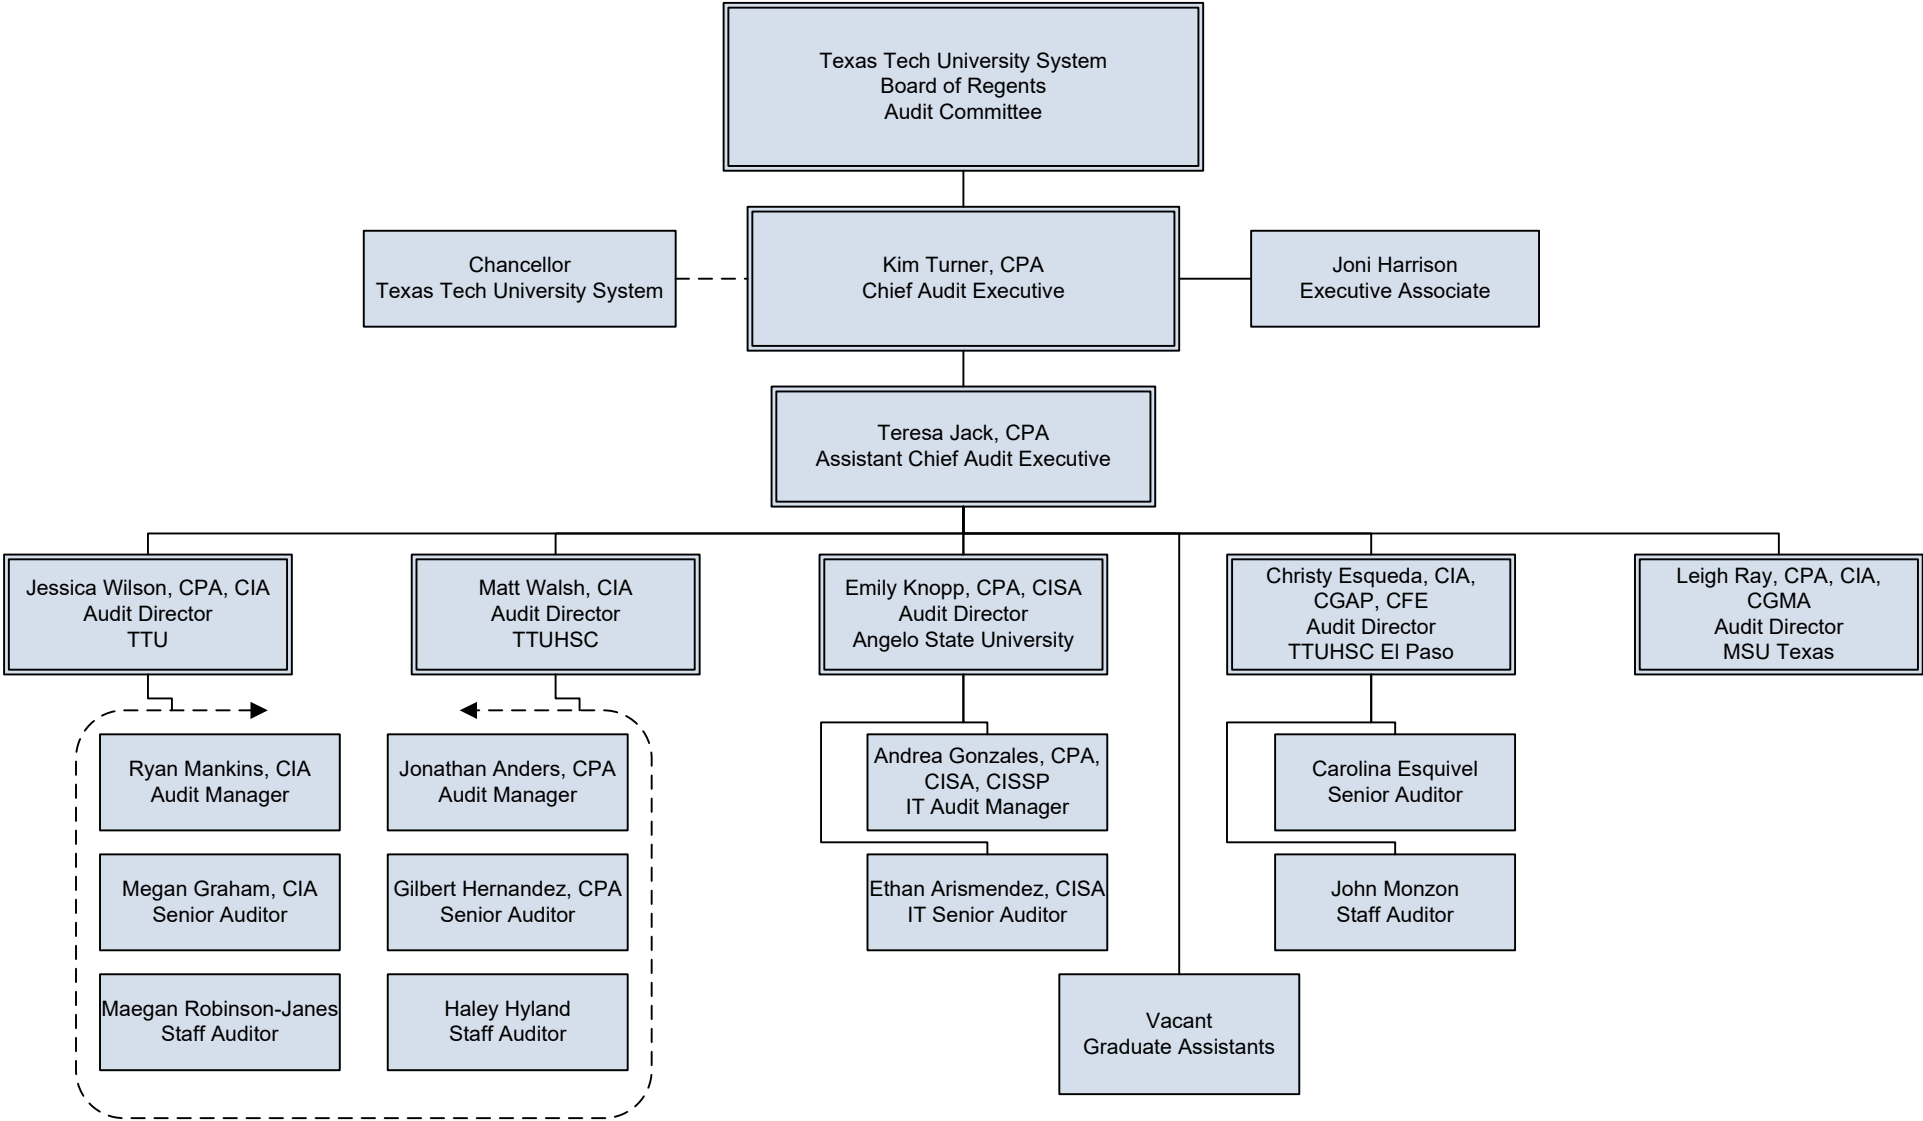 Texas Tech University System
Board of Regents
Audit Committee
Chancellor
Texas Tech University System
Kim Turner, CPA
Chief Audit Executive
Joni Harrison
Executive Associate
Teresa Jack, CPA
Assistant Chief Audit Executive
Jessica Wilson, CPA, CIA
Audit Director
TTU
Matt Walsh, CIA
Audit Director
TTUHSC
Emily Knopp, CPA, CISA
Audit Director
Angelo State University
Christy Esqueda, CIA,
CGAP, CFE
Audit Director
TTUHSC El Paso
Leigh Ray, CPA, CIA,
CGMA
Audit Director
MSU Texas
Ryan Mankins, CIA
Audit Manager
Jonathan Anders, CPA
Audit Manager
Andrea Gonzales, CPA,
CISA, CISSP
IT Audit Manager
Carolina Esquivel
Senior Auditor
Megan Graham, CIA
Senior Auditor
Gilbert Hernandez, CPA
Senior Auditor
Ethan Arismendez, CISA
IT Senior Auditor
John Monzon
Staff Auditor
Maegan Robinson-Janes
Staff Auditor
Haley Hyland
Staff Auditor
Vacant
Graduate Assistants